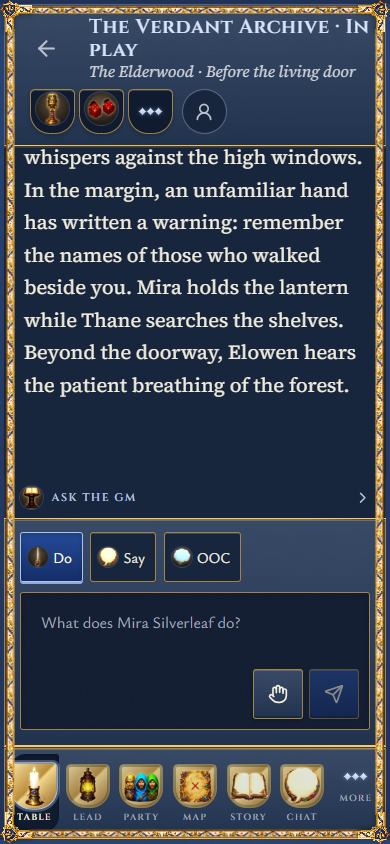 The Verdant Archive · In
play
The Elderwood · Before the living door
whispers against the high windows.
In the margin, an unfamiliar hand
has written a warning: remember
the names of those who walked
beside you. Mira holds the lantern
while Thane searches the shelves.
Beyond the doorway, Elowen hears
the patient breathing of the forest.
ASK THE GM
Do
Say
OOC
What does Mira Silverleaf do?
TABLE
LEAD
PARTY
MAP
STORY
CHAT
MORE